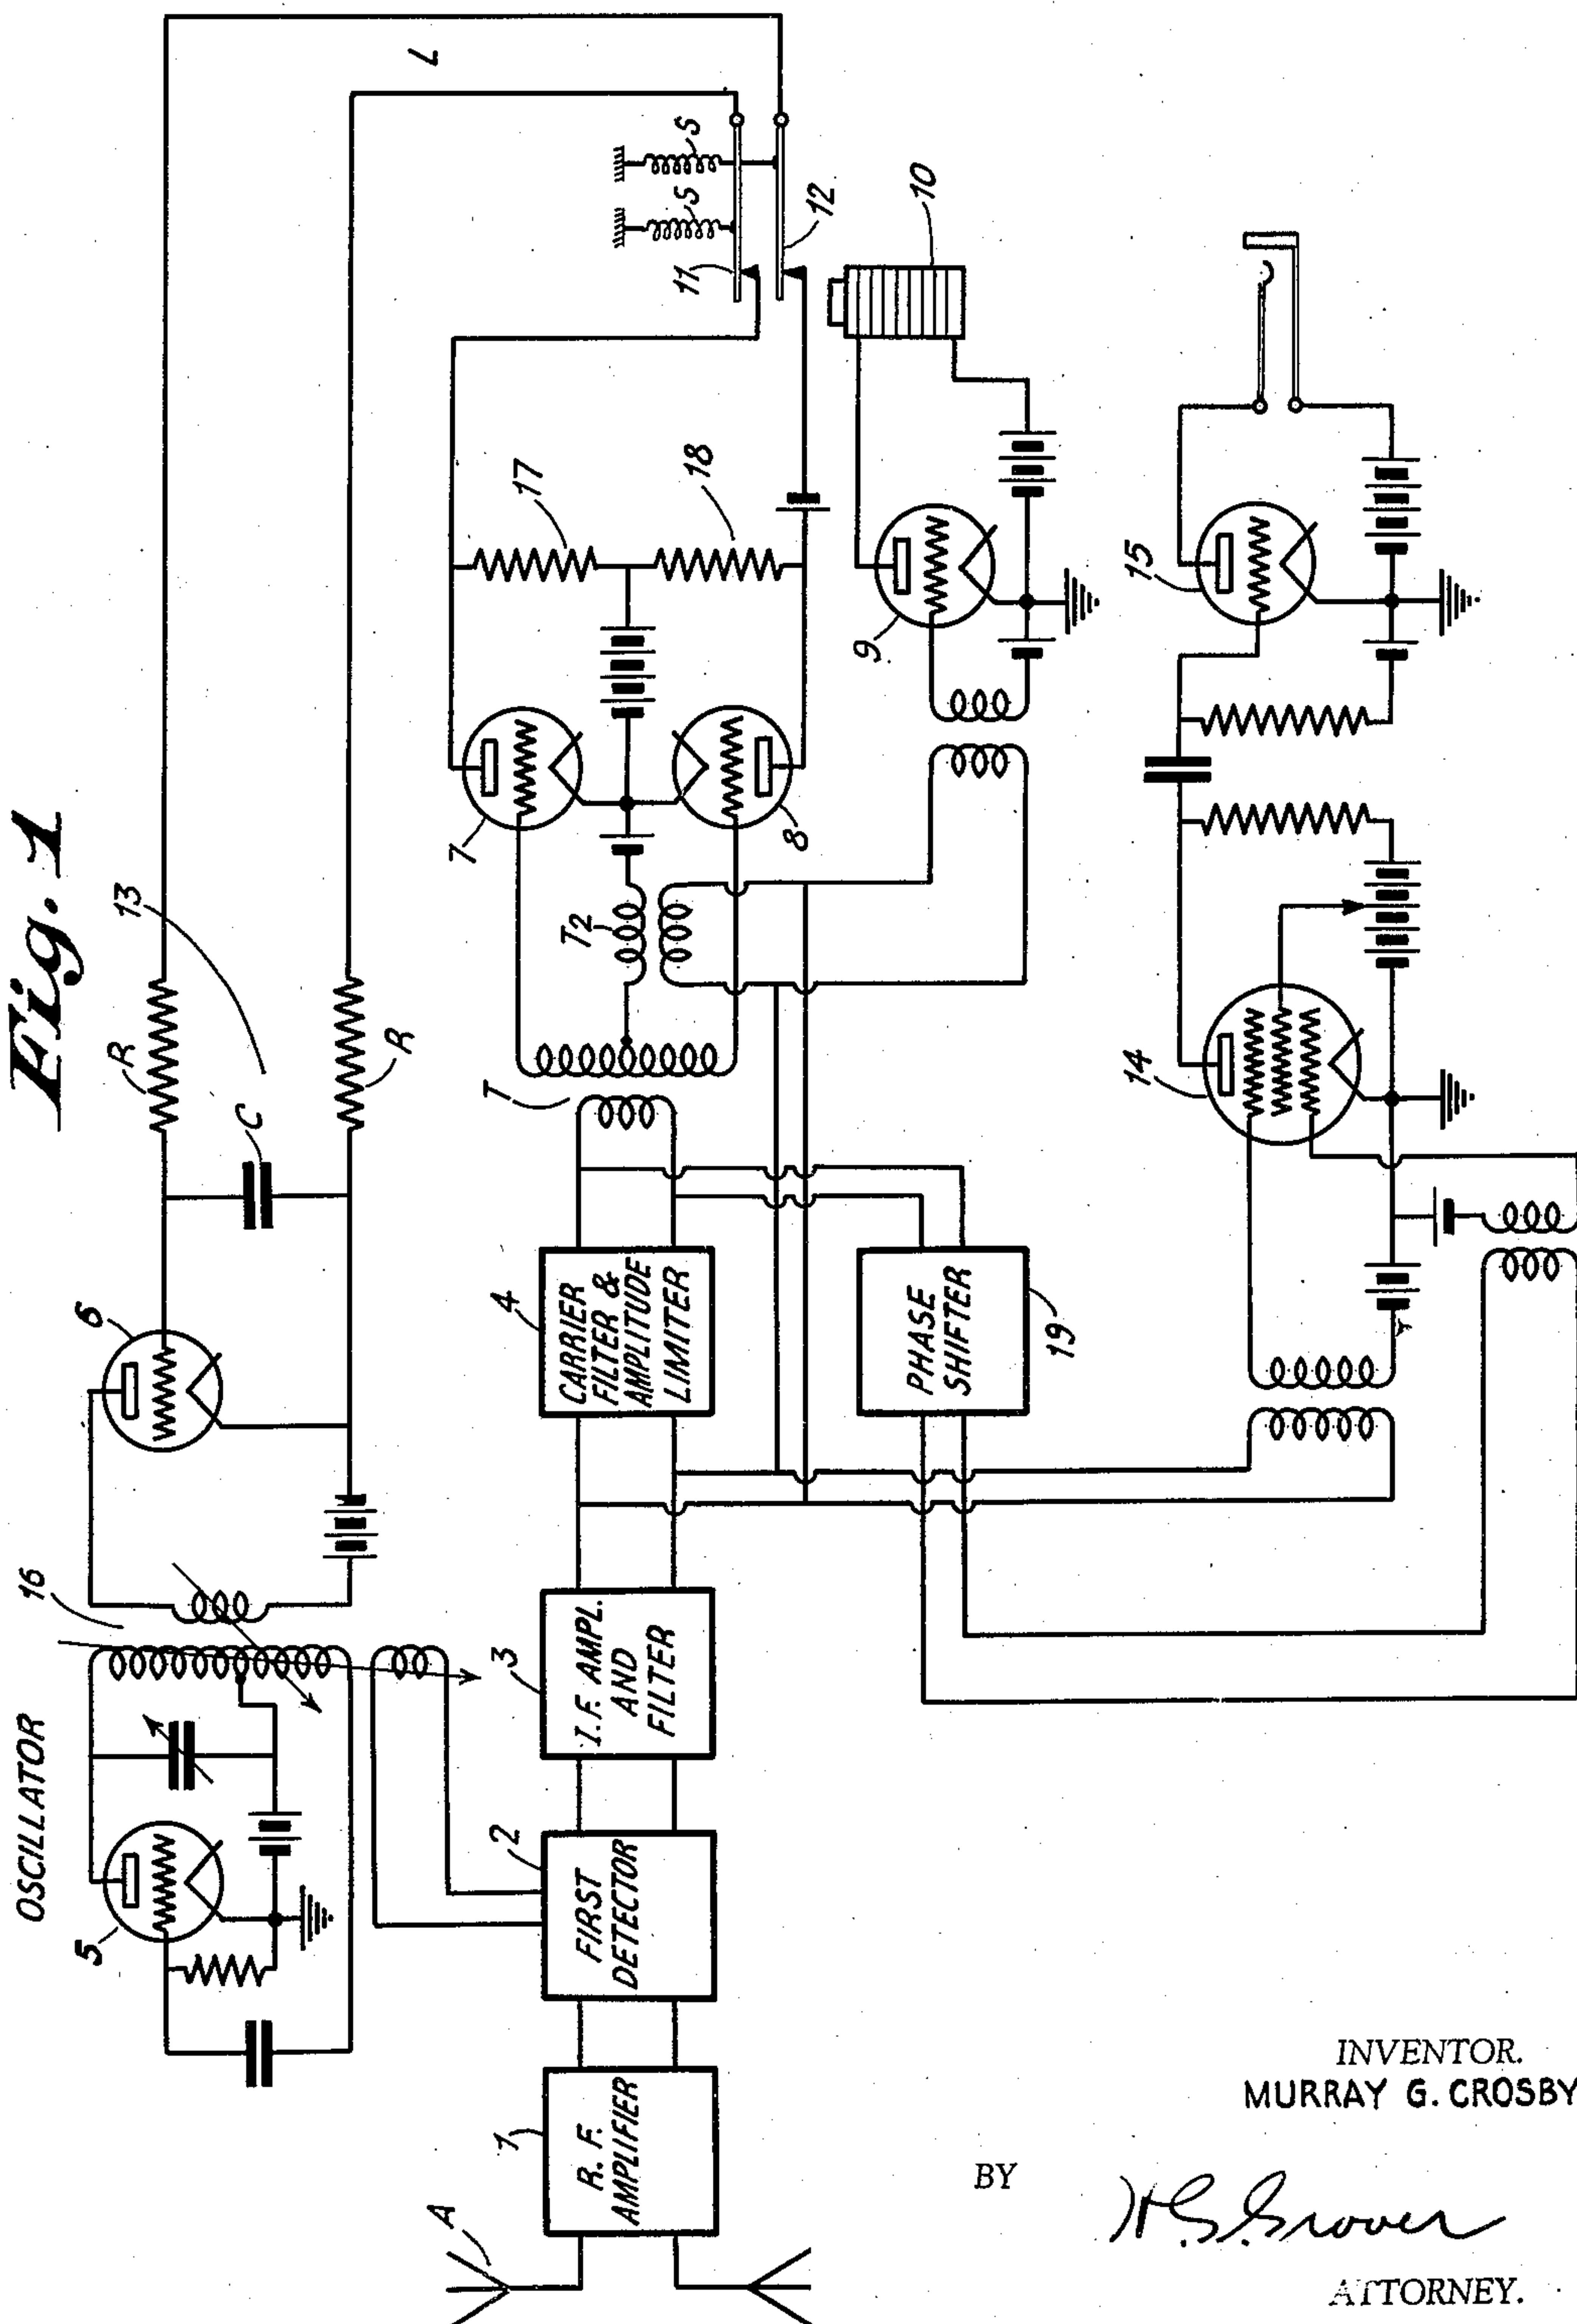 Fig. 1
OSCILLATOR
5
16
6
R
13
C
R
L
A
1
R. F.
AMPLIFIER
2
FIRST
DETECTOR
3
I.F. AMPL.
AND
FILTER
4
CARRIER
FILTER &
AMPLITUDE
LIMITER
T
T2
7
8
17
18
11
S
S
12
9
10
PHASE
SHIFTER
19
14
15
INVENTOR.
MURRAY G. CROSBY
BY
H.G. Grover
ATTORNEY.